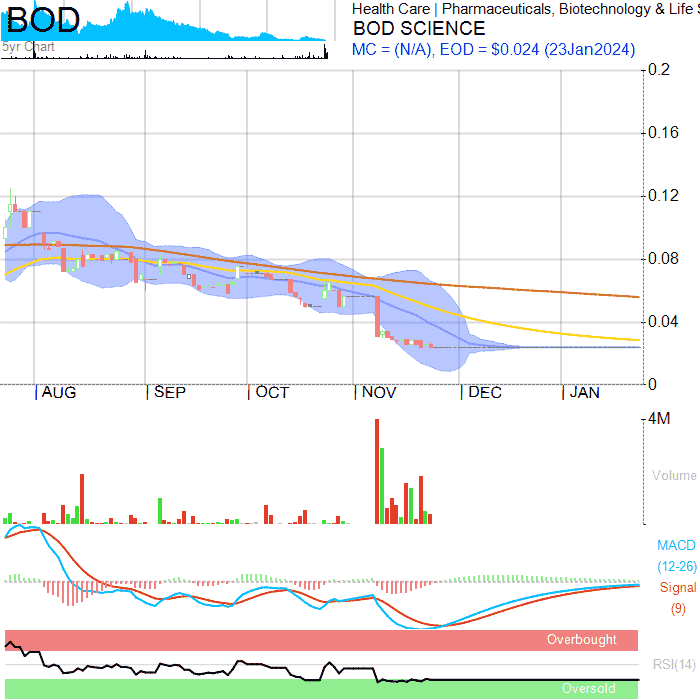 BOD
5yr Chart
Health Care | Pharmaceuticals, Biotechnology & Life S
BOD SCIENCE
MC = (N/A), EOD = $0.024 (23Jan2024)
0.2
0.16
0.12
0.08
0.04
0
AUG
SEP
OCT
NOV
DEC
JAN
4M
Volume
MACD
(12-26)
Signal
(9)
Overbought
RSI(14)
Oversold